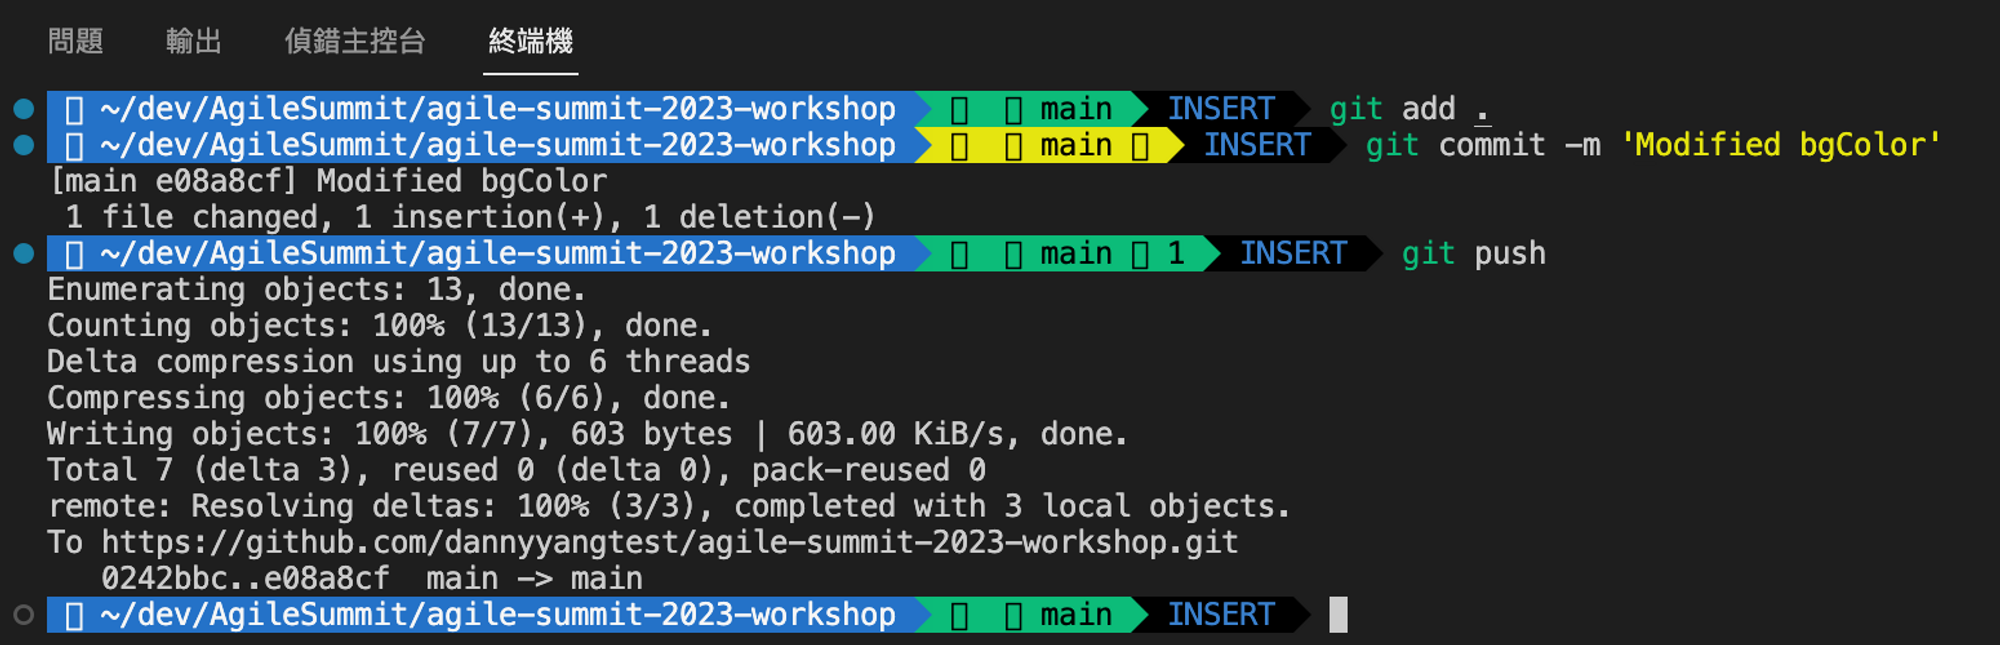 問題 輸出 偵錯主控台 終端機
~/dev/AgileSummit/agile-summit-2023-workshop main INSERT git add .
~/dev/AgileSummit/agile-summit-2023-workshop main INSERT git commit -m 'Modified bgColor'
[main e08a8cf] Modified bgColor
1 file changed, 1 insertion(+), 1 deletion(-)
~/dev/AgileSummit/agile-summit-2023-workshop main 1 INSERT git push
Enumerating objects: 13, done.
Counting objects: 100% (13/13), done.
Delta compression using up to 6 threads
Compressing objects: 100% (6/6), done.
Writing objects: 100% (7/7), 603 bytes | 603.00 KiB/s, done.
Total 7 (delta 3), reused 0 (delta 0), pack-reused 0
remote: Resolving deltas: 100% (3/3), completed with 3 local objects.
To https://github.com/dannyyangtest/agile-summit-2023-workshop.git
0242bbc..e08a8cf main -> main
~/dev/AgileSummit/agile-summit-2023-workshop main INSERT